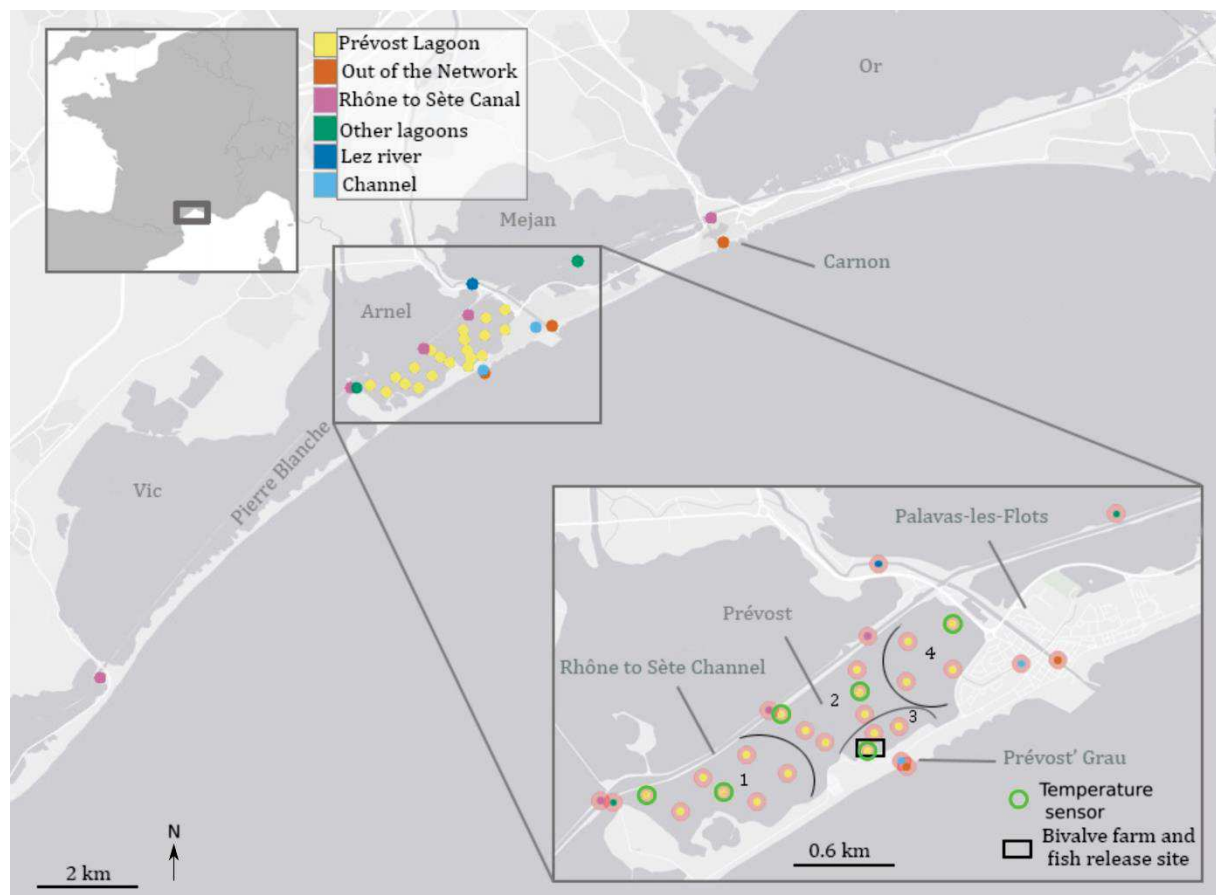 Prévost Lagoon
Out of the Network
Rhône to Sète Canal
Other lagoons
Lez river
Channel
Or
Mejan
Carnon
Arnel
Pierre Blanche
Vic
Palavas-les-Flots
Prévost
Rhône to Sète Channel
4
2
3
1
Prévost' Grau
Temperature
sensor
Bivalve farm and
fish release site
0.6 km
N
2 km